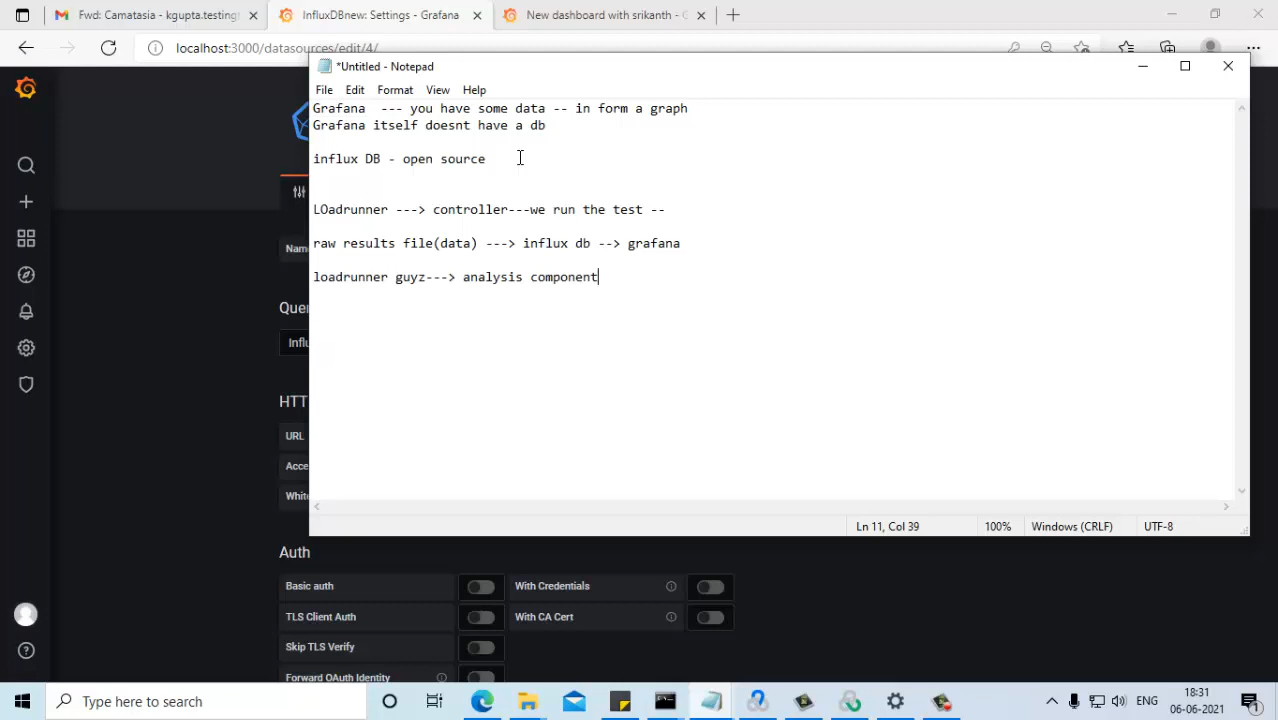 Fwd: Camatasia - kgupta.testing
InfluxDBnew: Settings - Grafana
New dashboard with srikanth - G
localhost:3000/datasources/edit/4/
*Untitled - Notepad
File Edit Format View Help
Grafana --- you have some data -- in form a graph
Grafana itself doesnt have a db
influx DB - open source
LOadrunner ---> controller---we run the test --
raw results file(data) ---> influx db --> grafana
loadrunner guyz---> analysis component
Ln 11, Col 39 100% Windows (CRLF) UTF-8
Nam
Quer
Influ
HTT
URL
Acce
White
Auth
Basic auth With Credentials
TLS Client Auth With CA Cert
Skip TLS Verify
Forward OAuth Identity
Type here to search
ENG
18:31
06-06-2021
1